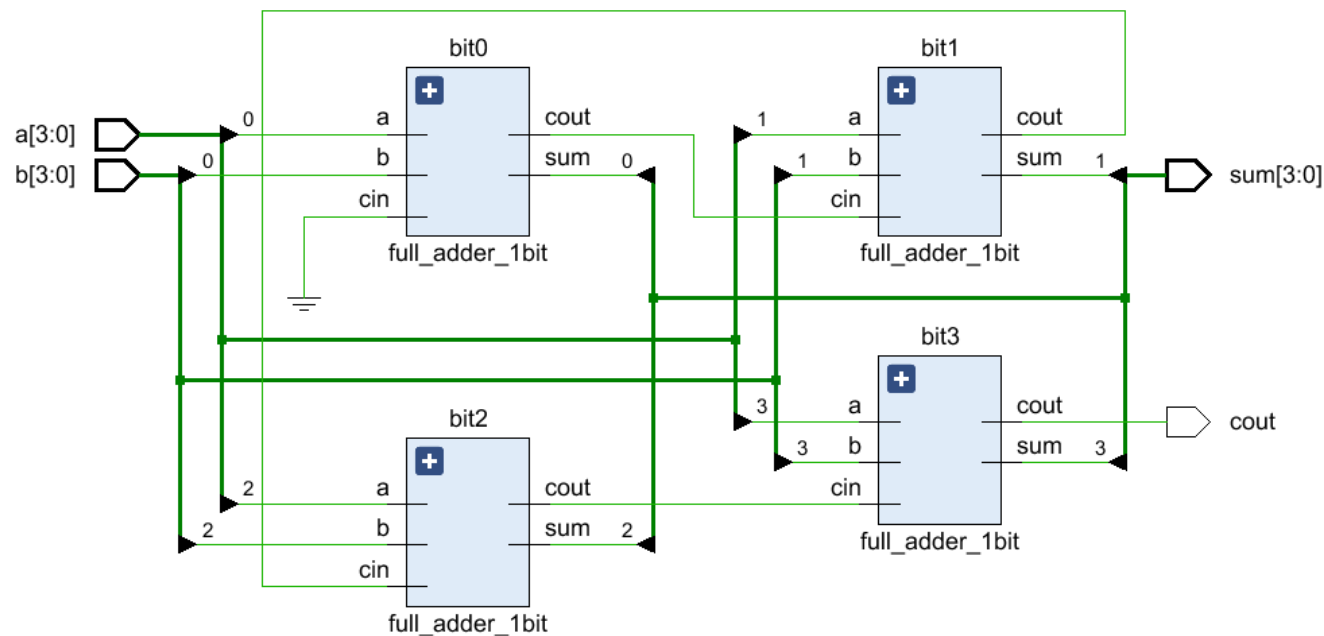 bit0
bit1
a[3:0]
0
a
cout
1
a
cout
b[3:0]
0
b
sum
0
1
b
sum
1
sum[3:0]
cin
cin
full_adder_1bit
full_adder_1bit
bit3
bit2
3
a
cout
cout
3
b
sum
3
2
a
cout
cin
2
b
sum
2
full_adder_1bit
cin
full_adder_1bit